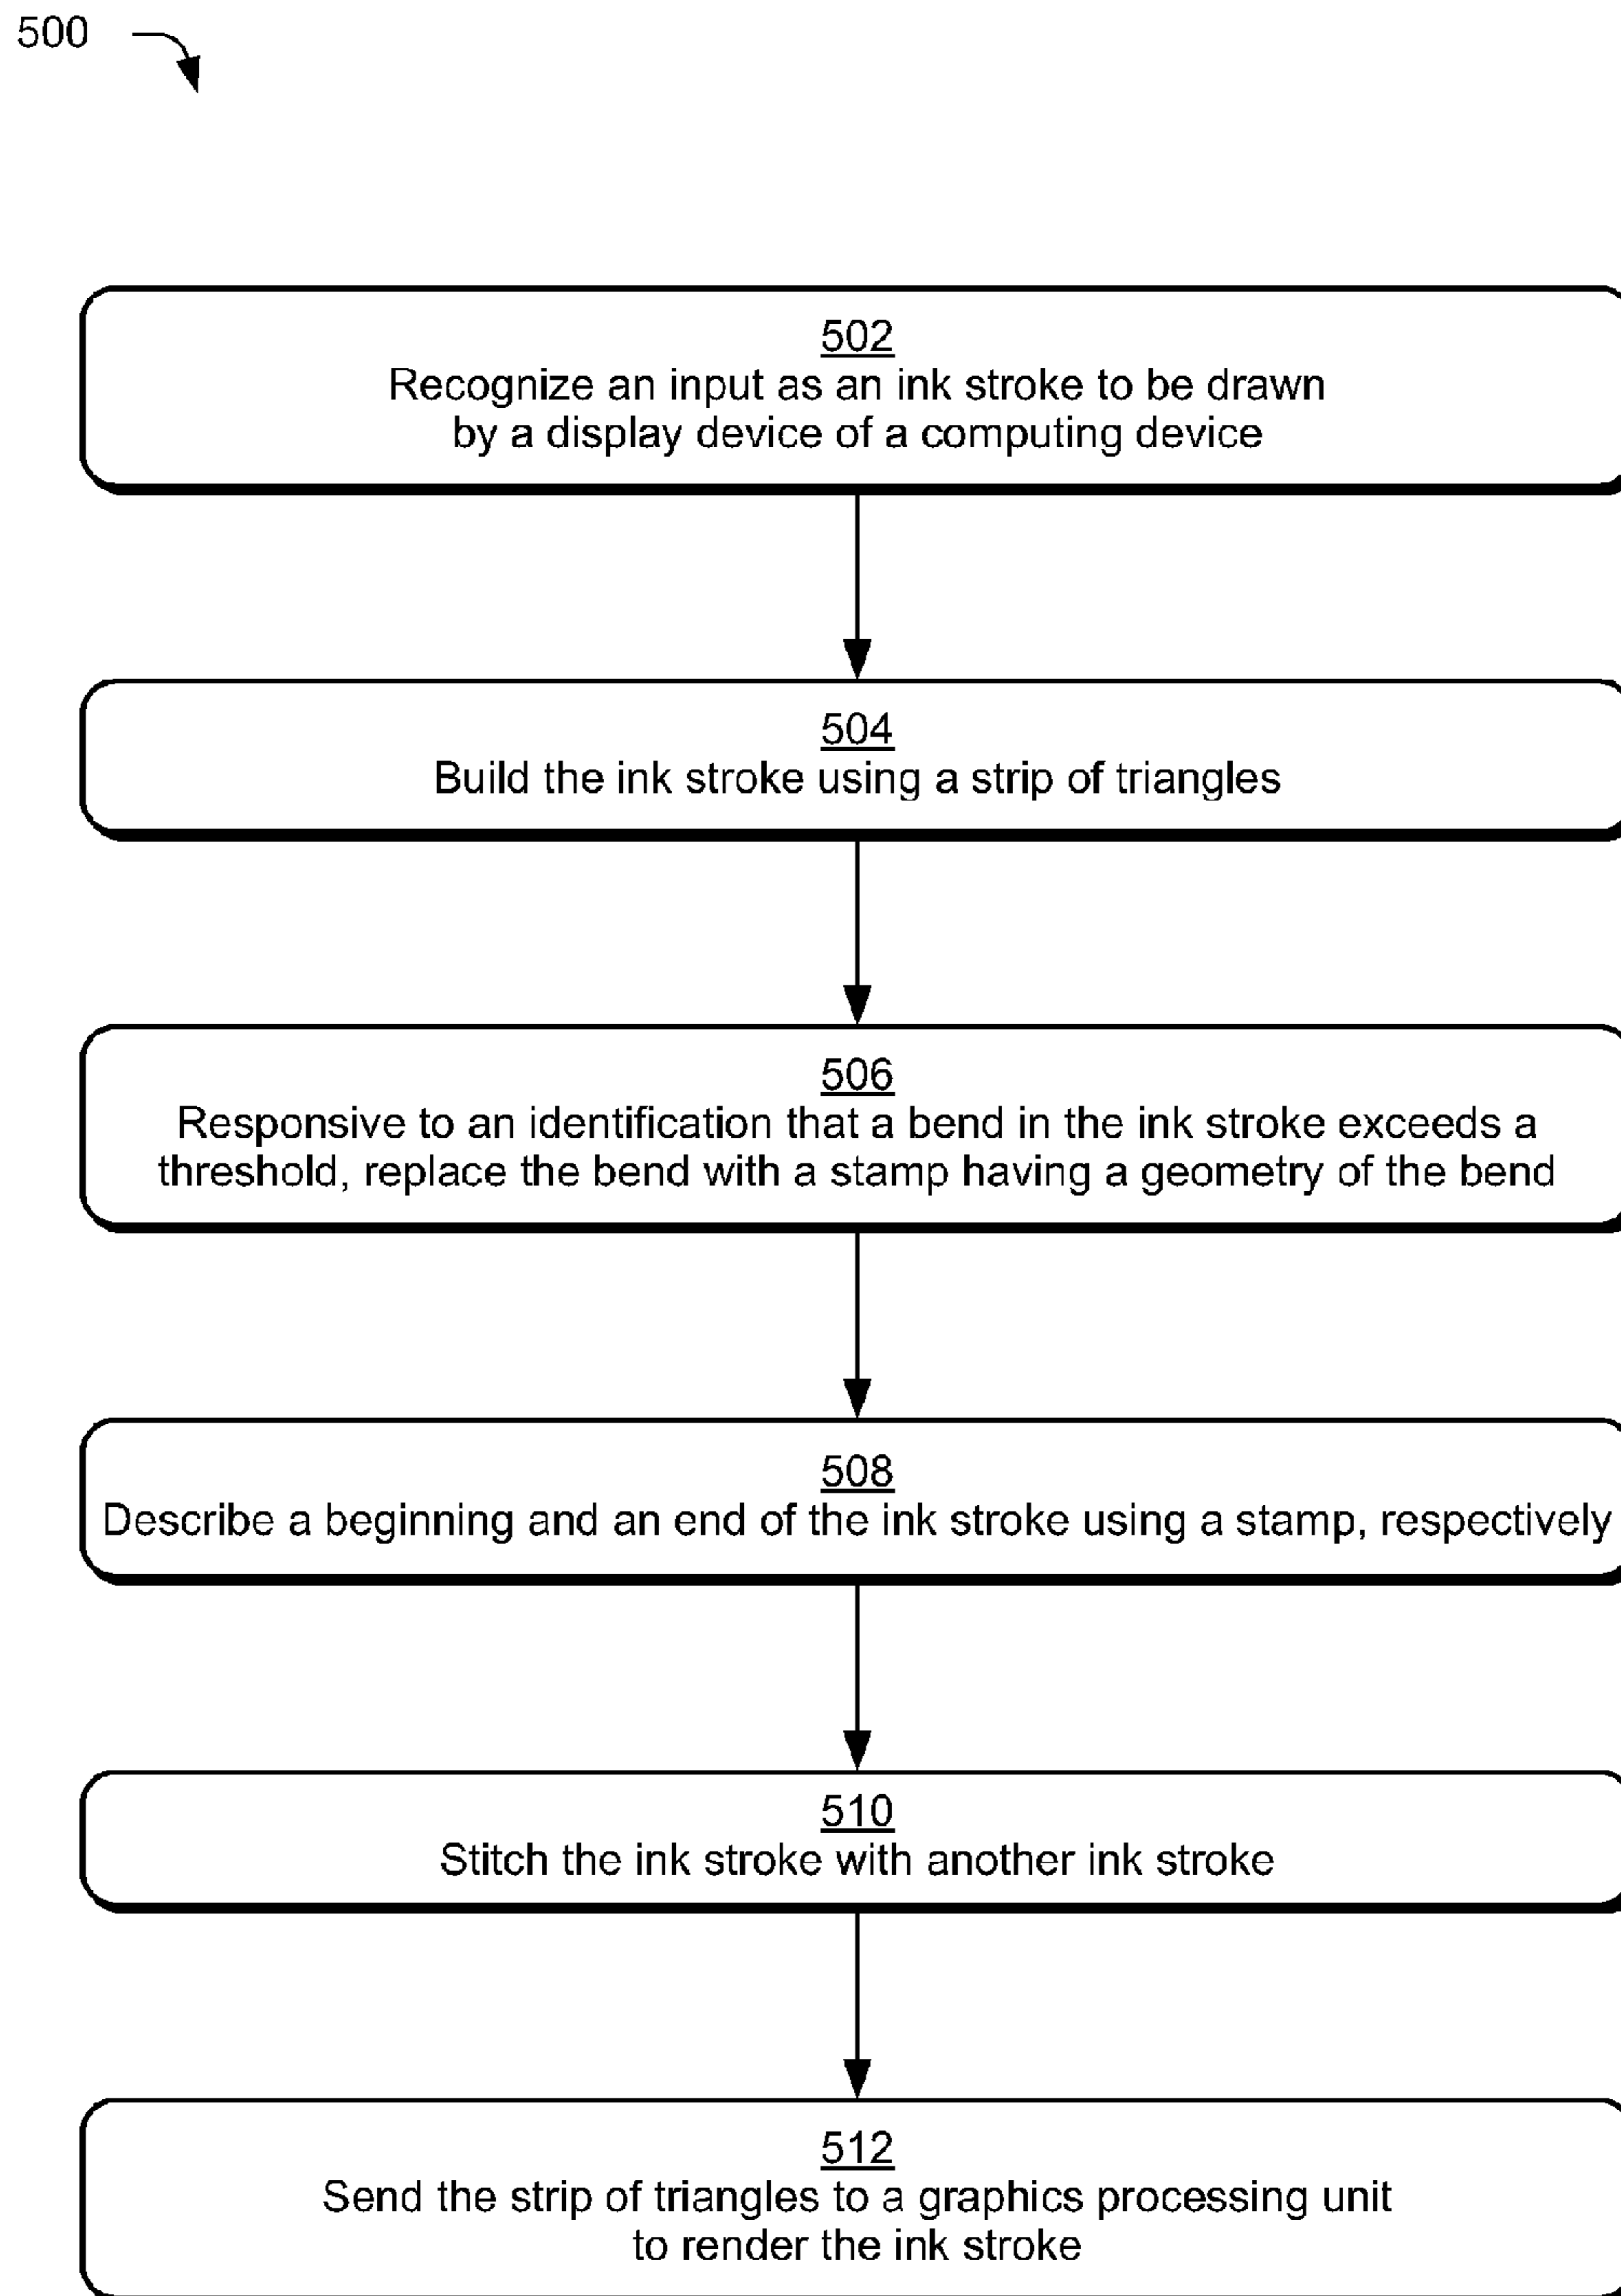 500
502
Recognize an input as an ink stroke to be drawn
by a display device of a computing device
504
Build the ink stroke using a strip of triangles
506
Responsive to an identification that a bend in the ink stroke exceeds a
threshold, replace the bend with a stamp having a geometry of the bend
508
Describe a beginning and an end of the ink stroke using a stamp, respectively
510
Stitch the ink stroke with another ink stroke
512
Send the strip of triangles to a graphics processing unit
to render the ink stroke